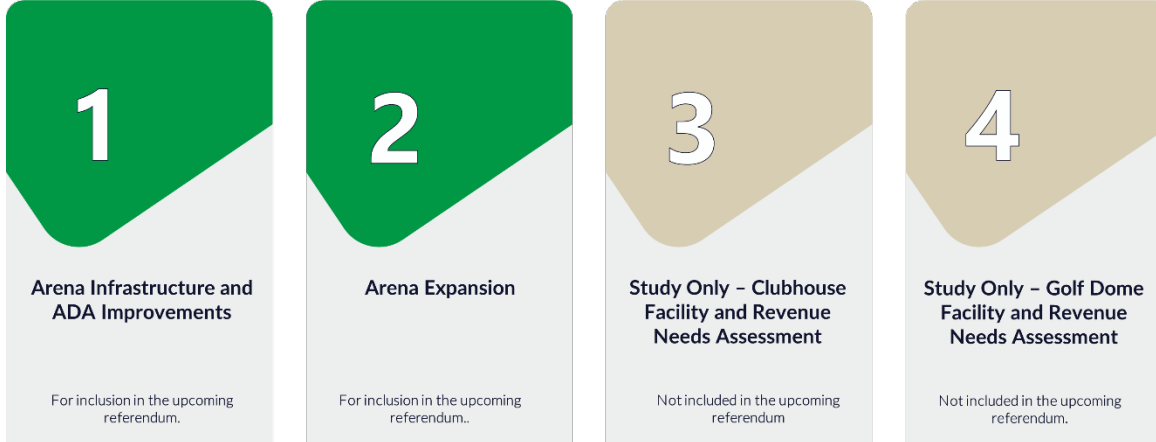 1
Arena Infrastructure and
ADA Improvements
For inclusion in the upcoming
referendum.
2
Arena Expansion
For inclusion in the upcoming
referendum..
3
Study Only – Clubhouse
Facility and Revenue
Needs Assessment
Not included in the upcoming
referendum
4
Study Only – Golf Dome
Facility and Revenue
Needs Assessment
Not included in the upcoming
referendum.